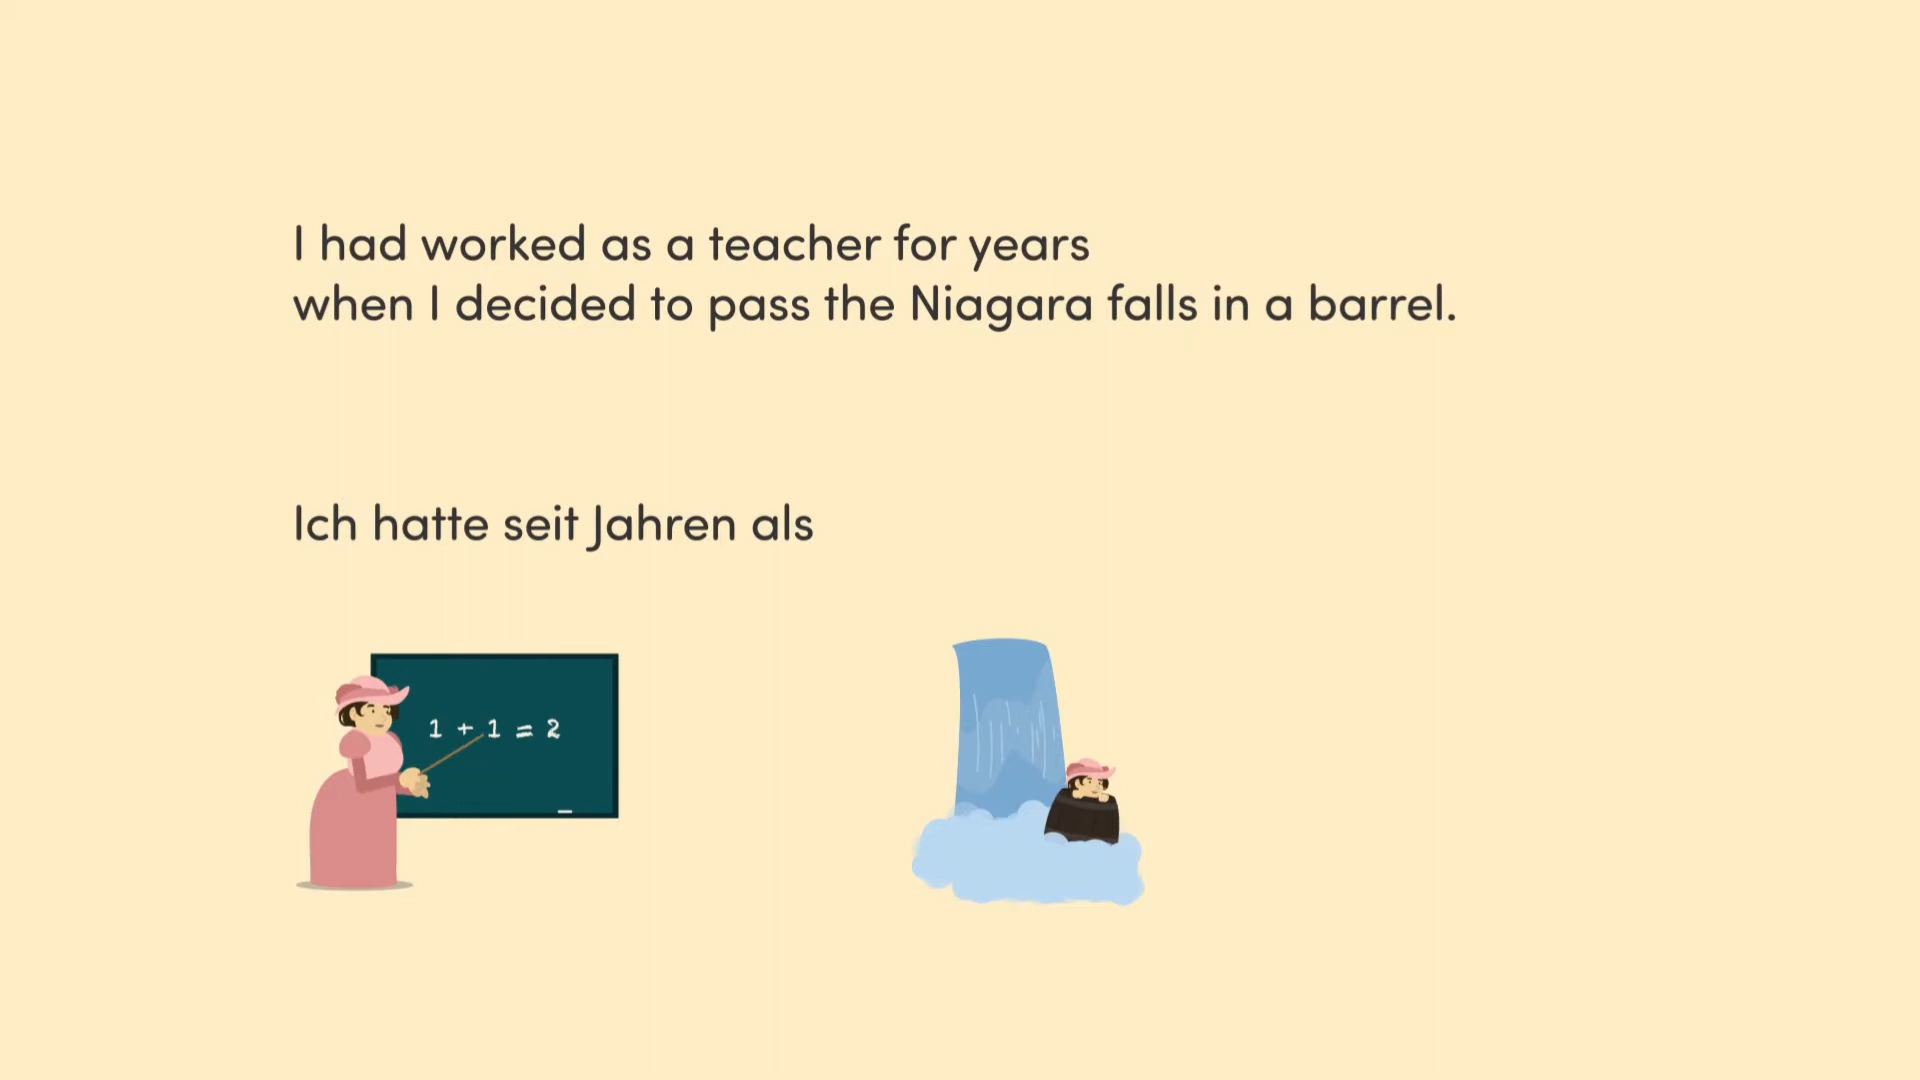 I had worked as a teacher for years
when I decided to pass the Niagara falls in a barrel.
Ich hatte seit Jahren als
1 + 1 = 2